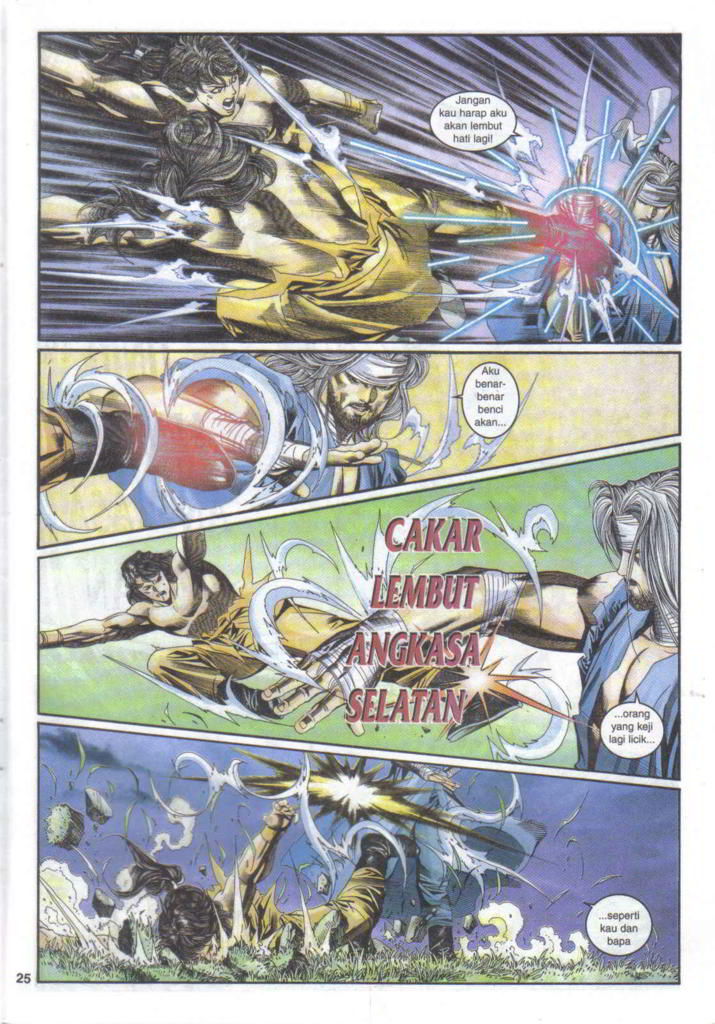 Jangan
kau harap aku
akan lembut
hati lagi!
Aku
benar-
benar
benci
akan...
CAKAR
LEMBUT
ANGKASA
SELATAN
...orang
yang keji
lagi licik...
...seperti
kau dan
bapa
25